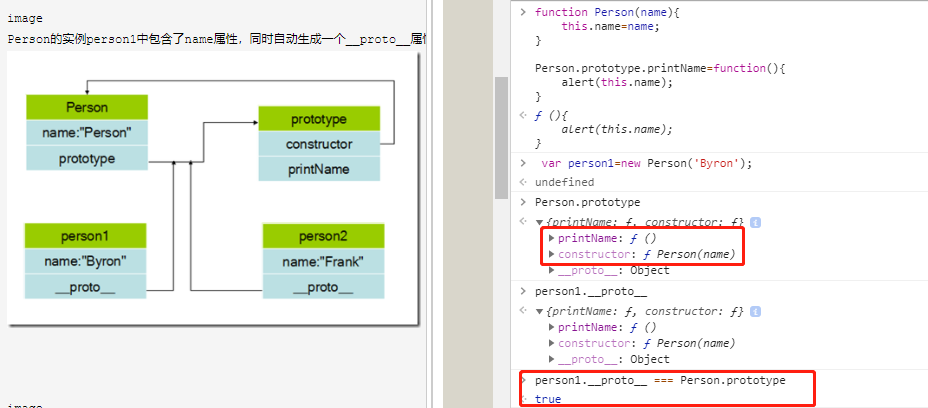 image
Person的实例person1中包含了name属性，同时自动生成一个__proto__属
Person
name:"Person"
prototype
prototype
constructor
printName
person1
name:"Byron"
__proto__
person2
name:"Frank"
__proto__
function Person(name){
this.name=name;
}
Person.prototype.printName=function(){
alert(this.name);
}
ƒ (){
alert(this.name);
}
var person1=new Person('Byron');
undefined
Person.prototype
{printName: ƒ, constructor: ƒ}
printName: ƒ ()
constructor: ƒ Person(name)
__proto__: Object
person1.__proto__
{printName: ƒ, constructor: ƒ}
printName: ƒ ()
constructor: ƒ Person(name)
__proto__: Object
person1.__proto__ === Person.prototype
true